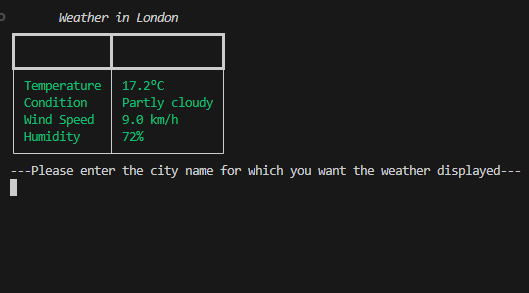 Weather in London
Temperature 17.2°C
Condition Partly cloudy
Wind Speed 9.0 km/h
Humidity 72%
---Please enter the city name for which you want the weather displayed---